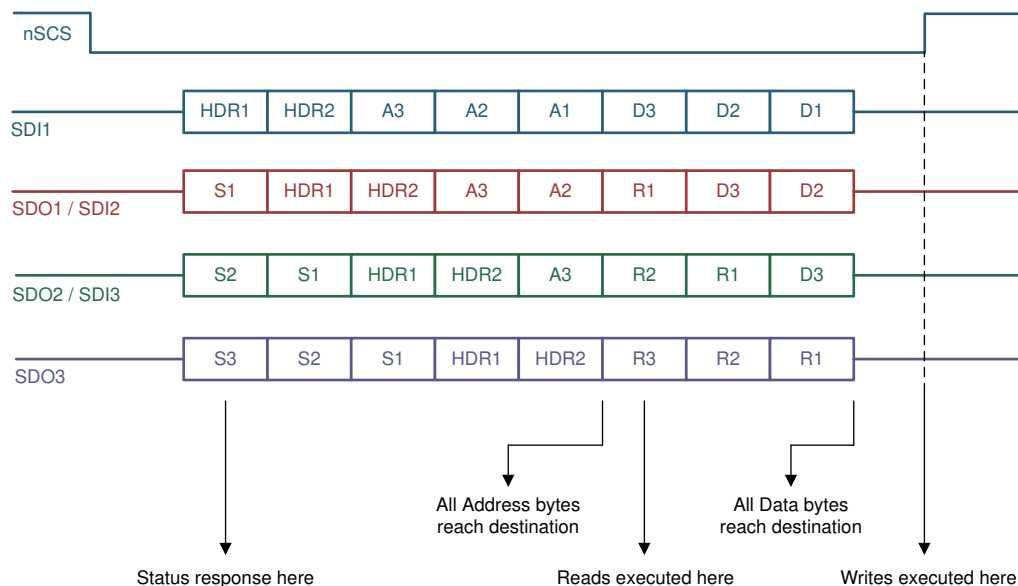 nSCS
HDR1 HDR2 A3 A2 A1 D3 D2 D1
SDI1
S1 HDR1 HDR2 A3 A2 R1 D3 D2
SDO1 / SDI2
S2 S1 HDR1 HDR2 A3 R2 R1 D3
SDO2 / SDI3
S3 S2 S1 HDR1 HDR2 R3 R2 R1
SDO3
All Address bytes
reach destination
All Data bytes
reach destination
Status response here
Reads executed here
Writes executed here